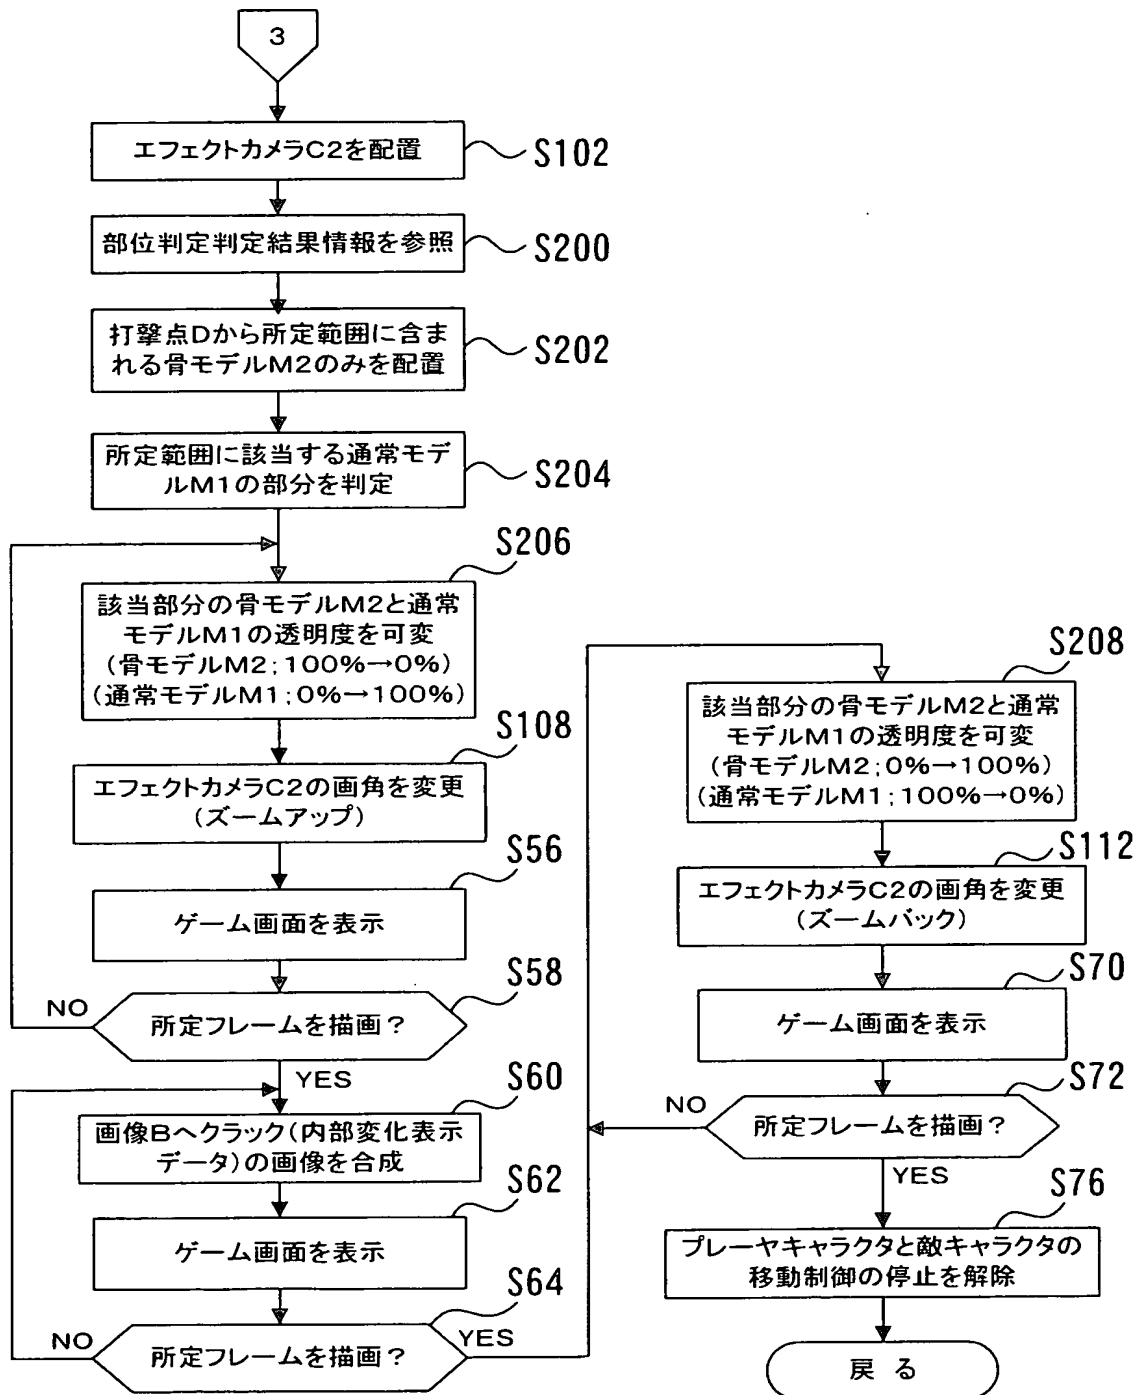 3
エフェクトカメラC2を配置
S102
部位判定判定結果情報を参照
S200
打撃点Dから所定範囲に含ま
れる骨モデルM2のみを配置
S202
所定範囲に該当する通常モデ
ルM1の部分を判定
S204
S206
該当部分の骨モデルM2と通常
モデルM1の透明度を可変
(骨モデルM2;100%→0%)
(通常モデルM1;0%→100%)
S108
エフェクトカメラC2の画角を変更
(ズームアップ)
S56
ゲーム画面を表示
S58
NO
所定フレームを描画?
YES
S60
画像Bへクラック(内部変化表示
データ)の画像を合成
S62
ゲーム画面を表示
S64
NO
所定フレームを描画?
YES
S208
該当部分の骨モデルM2と通常
モデルM1の透明度を可変
(骨モデルM2;0%→100%)
(通常モデルM1;100%→0%)
S112
エフェクトカメラC2の画角を変更
(ズームバック)
S70
ゲーム画面を表示
S72
NO
所定フレームを描画?
YES
S76
プレーヤキャラクタと敵キャラクタの
移動制御の停止を解除
戻る